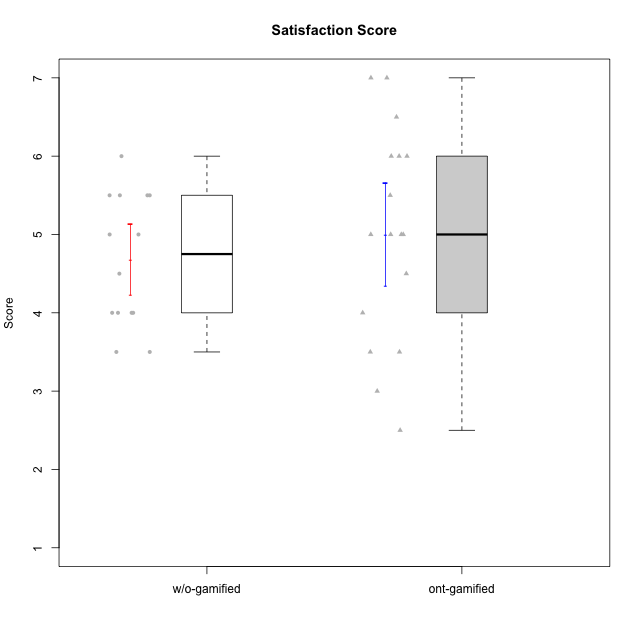 Satisfaction Score
7
6
5
4
3
2
1
Score
w/o-gamified
ont-gamified